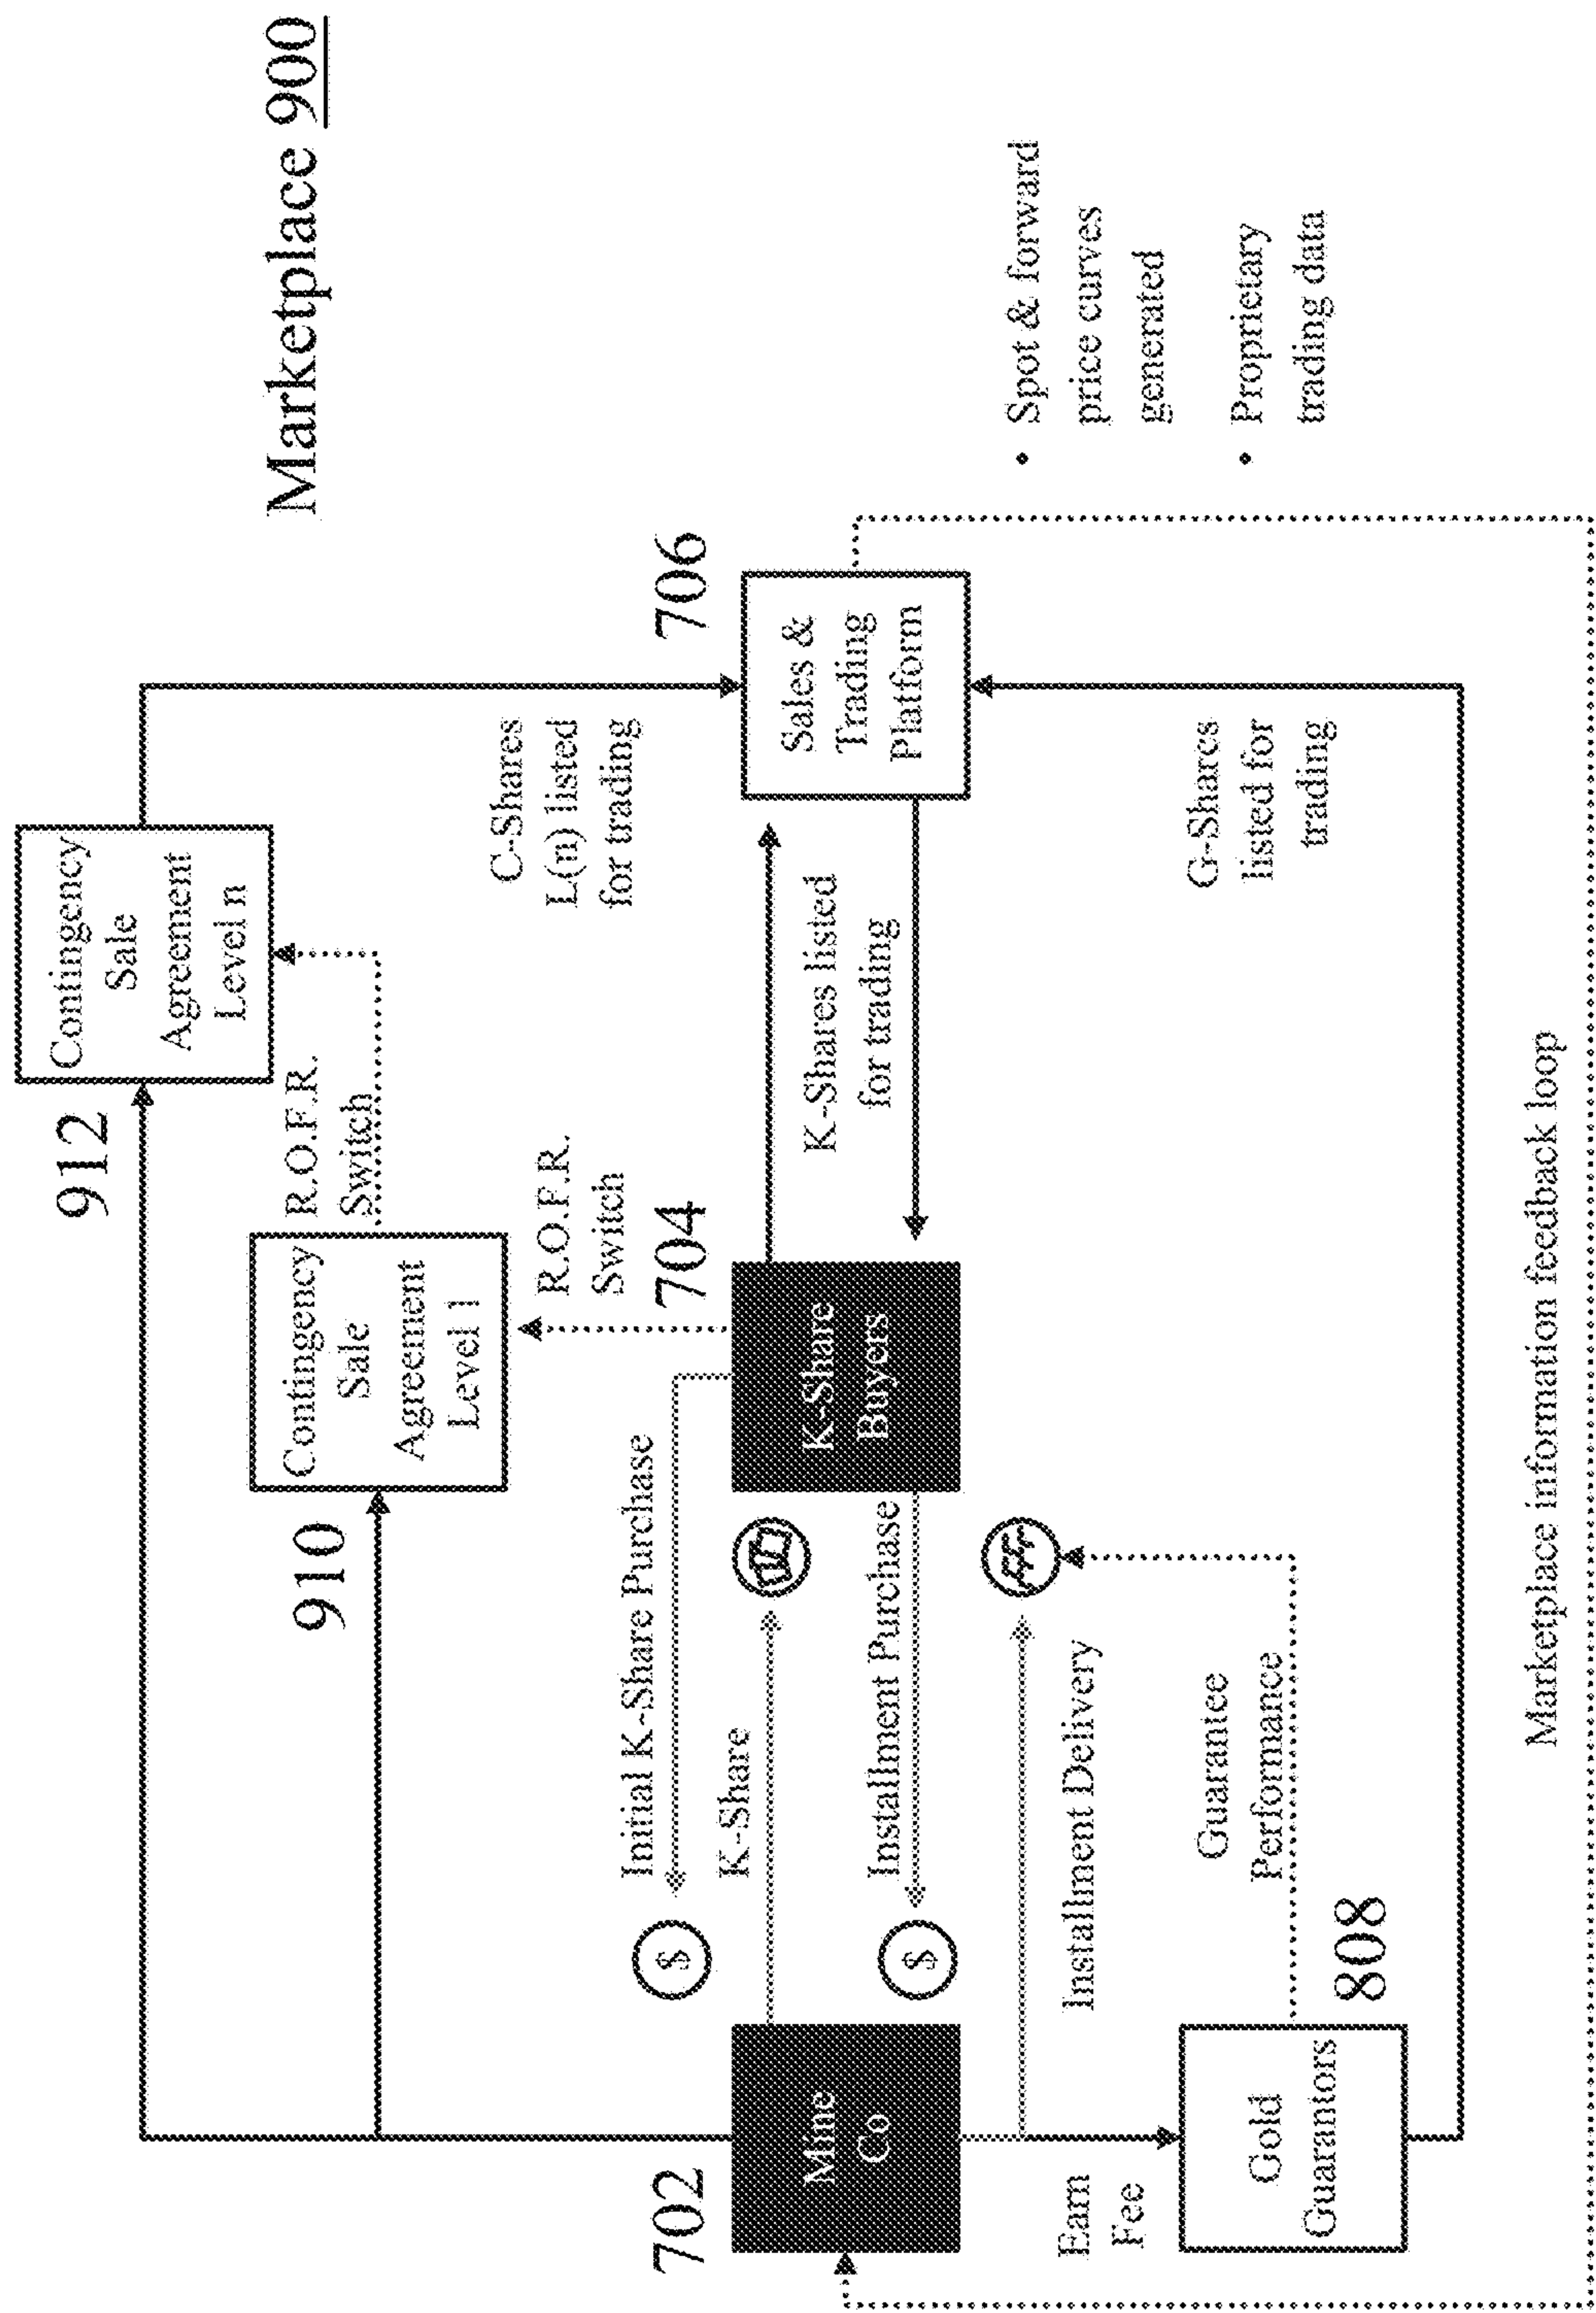 Marketplace 900
912
Contingency
Sale
Agreement
Level n
910
Contingency
Sale
Agreement
Level 1
R.O.F.R.
Switch
R.O.F.R.
Switch
C-Shares
L(n) listed
for trading
702
Mine
Co
Initial K-Share Purchase
$
K-Share
Installment Purchase
$
704
K-Share
Buyers
K-Shares listed
for trading
706
Sales &
Trading
Platform
Installment Delivery
Earn
Fee
Guarantee
Performance
808
Gold
Guarantors
G-Shares
listed for
trading
• Spot & forward
price curves
generated
• Proprietary
trading data
Marketplace information feedback loop